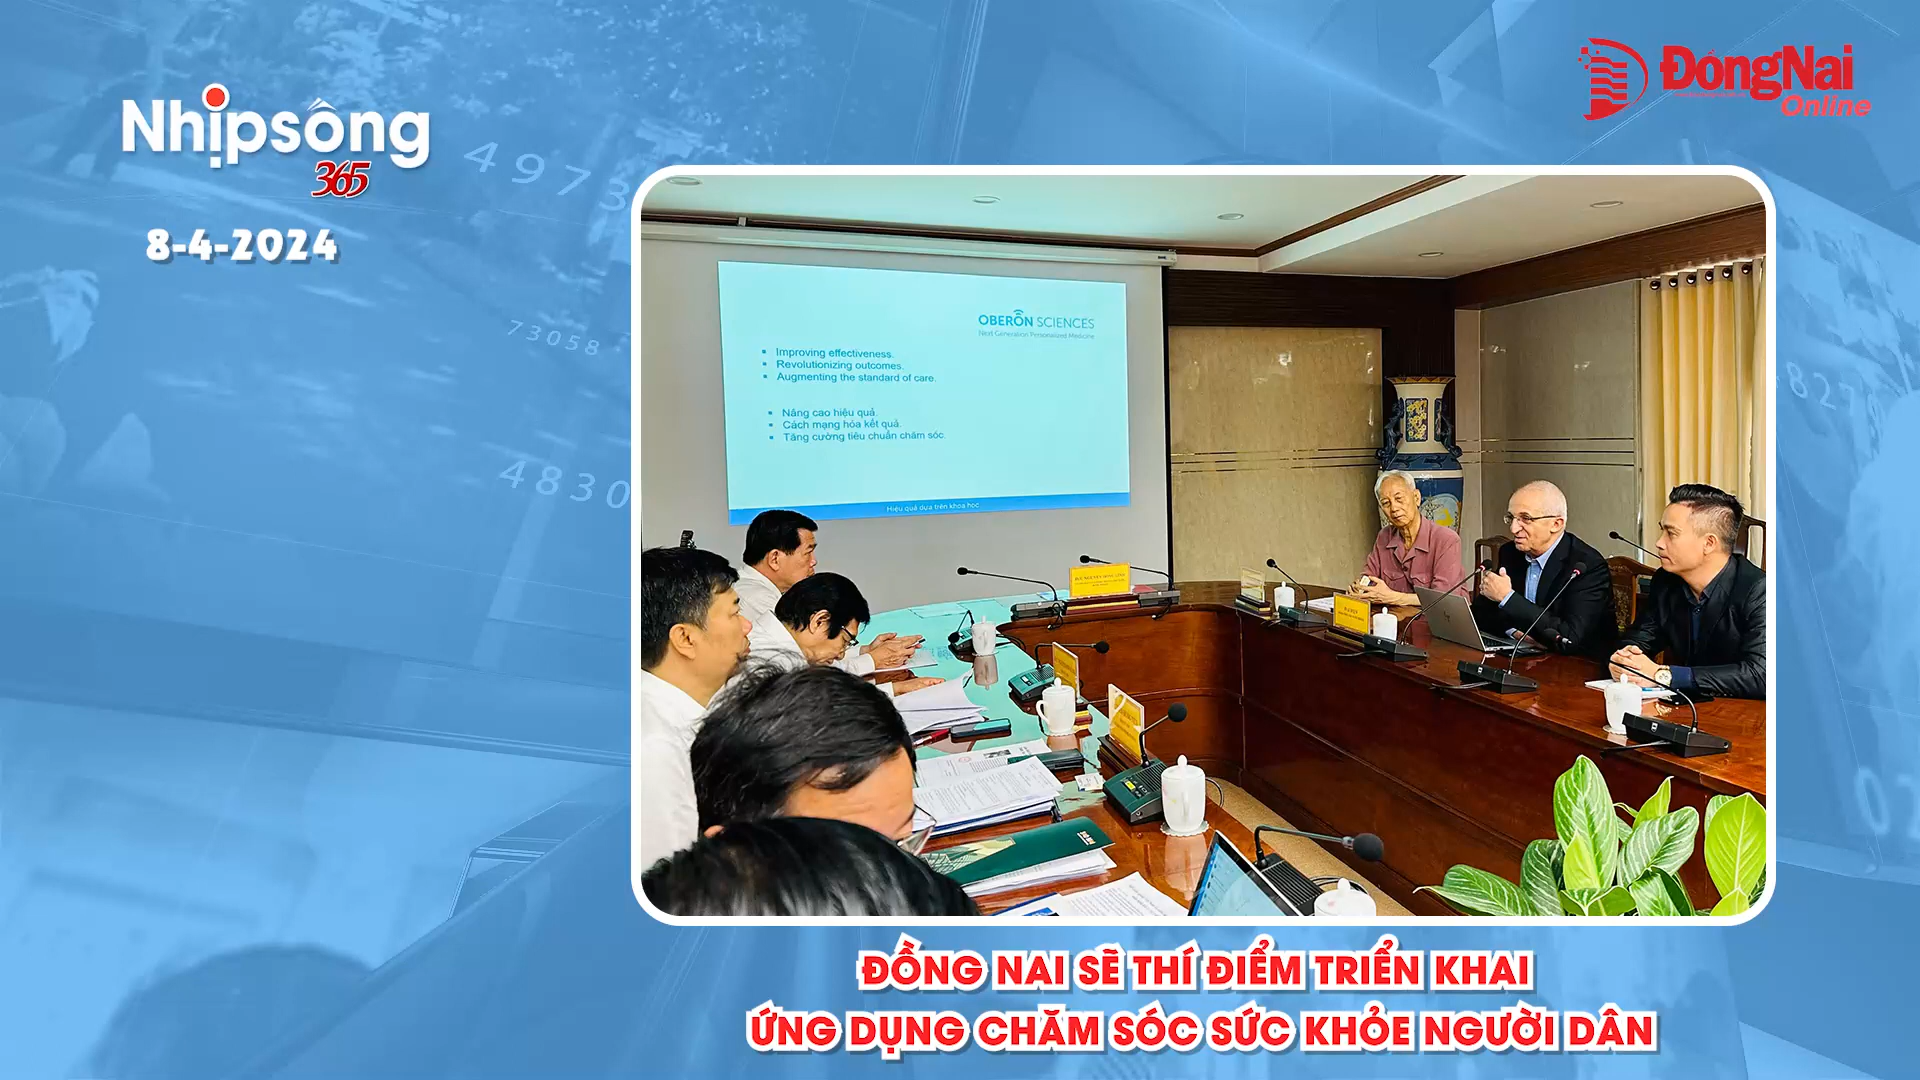 Nhịpsống
365
8-4-2024
ĐồngNai
Online
4973
73058
4830
OBERON SCIENCES
Next Generation Personalized Medicine
Improving effectiveness.
Revolutionizing outcomes.
Augmenting the standard of care.
Nâng cao hiệu quả.
Cách mạng hóa kết quả.
Tăng cường tiêu chuẩn chăm sóc.
Hiệu quả dựa trên khoa học
ĐỒNG NAI SẼ THÍ ĐIỂM TRIỂN KHAI
ỨNG DỤNG CHĂM SÓC SỨC KHỎE NGƯỜI DÂN